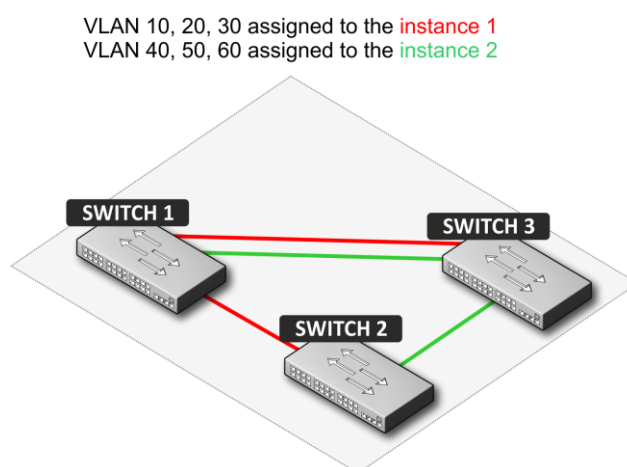 VLAN 10, 20, 30 assigned to the instance 1
VLAN 40, 50, 60 assigned to the instance 2
SWITCH 1
SWITCH 3
SWITCH 2